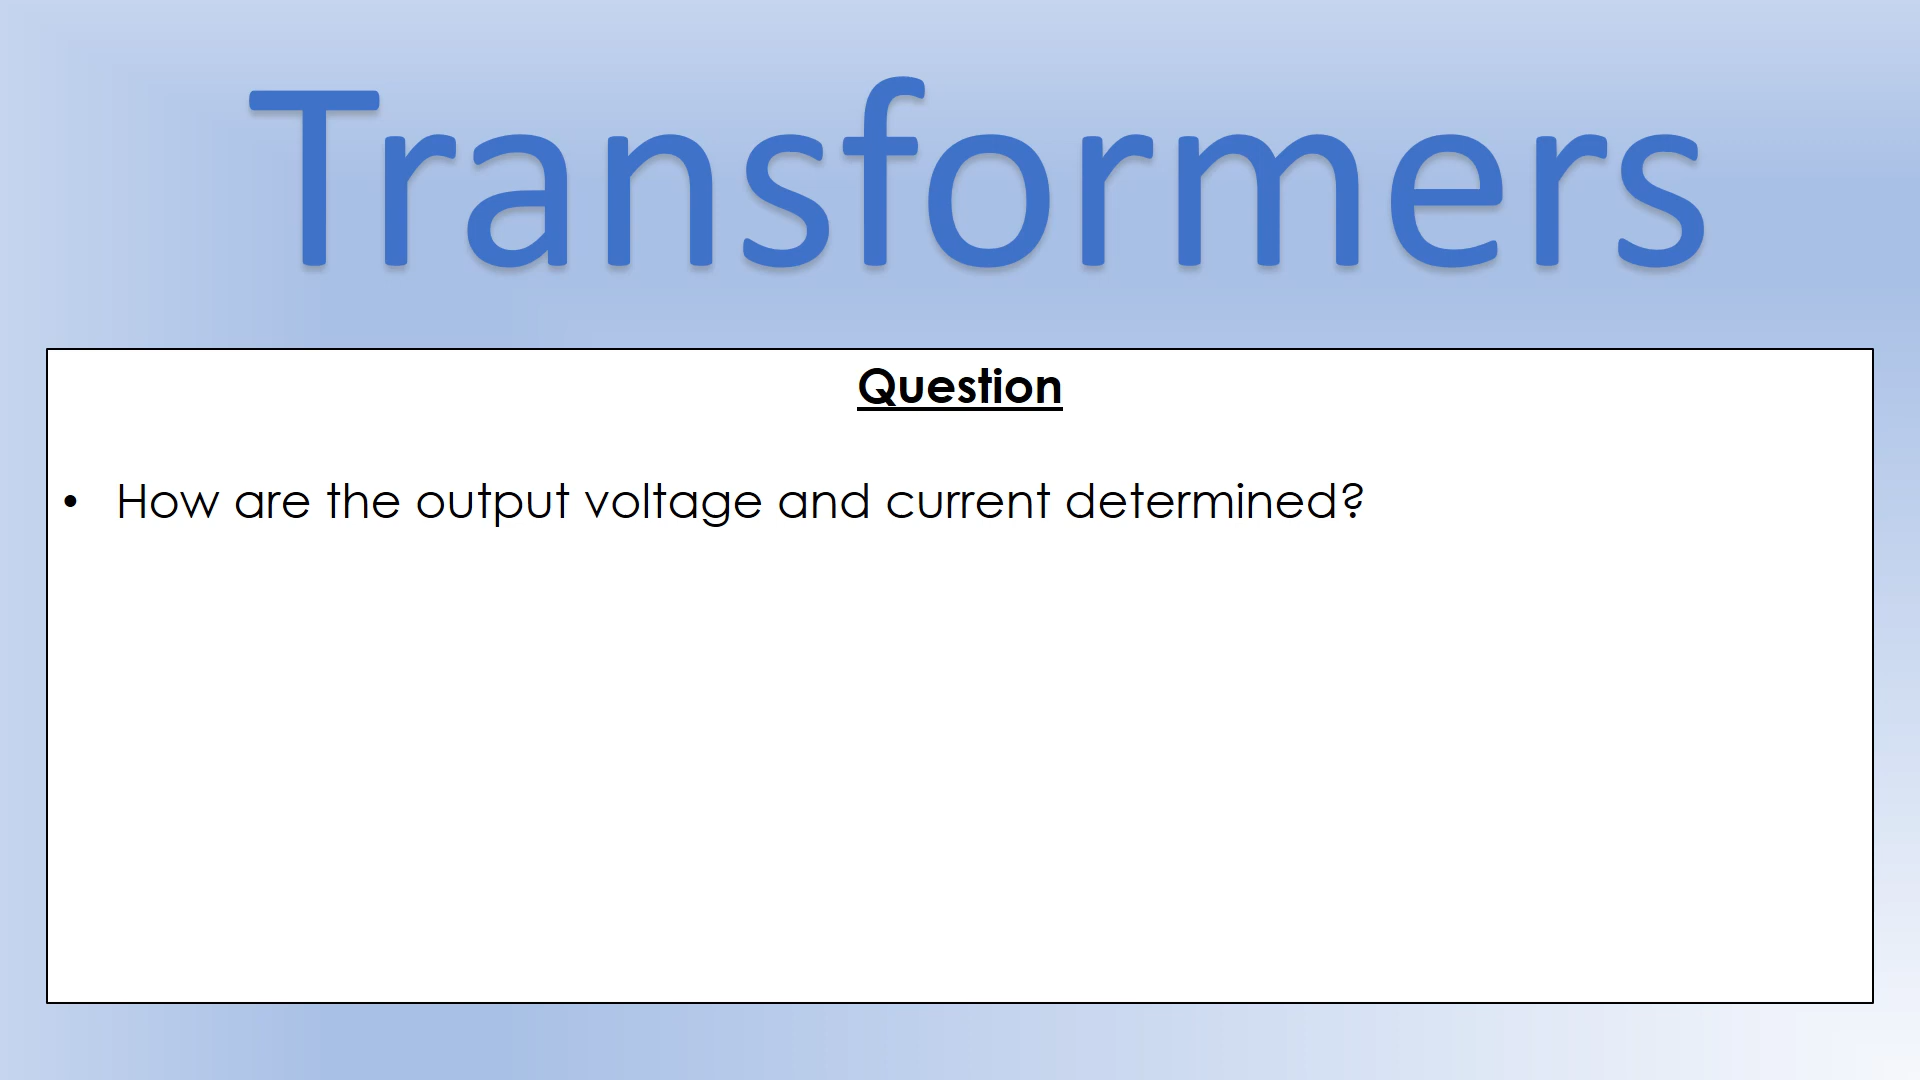 Transformers
Question
• How are the output voltage and current determined?